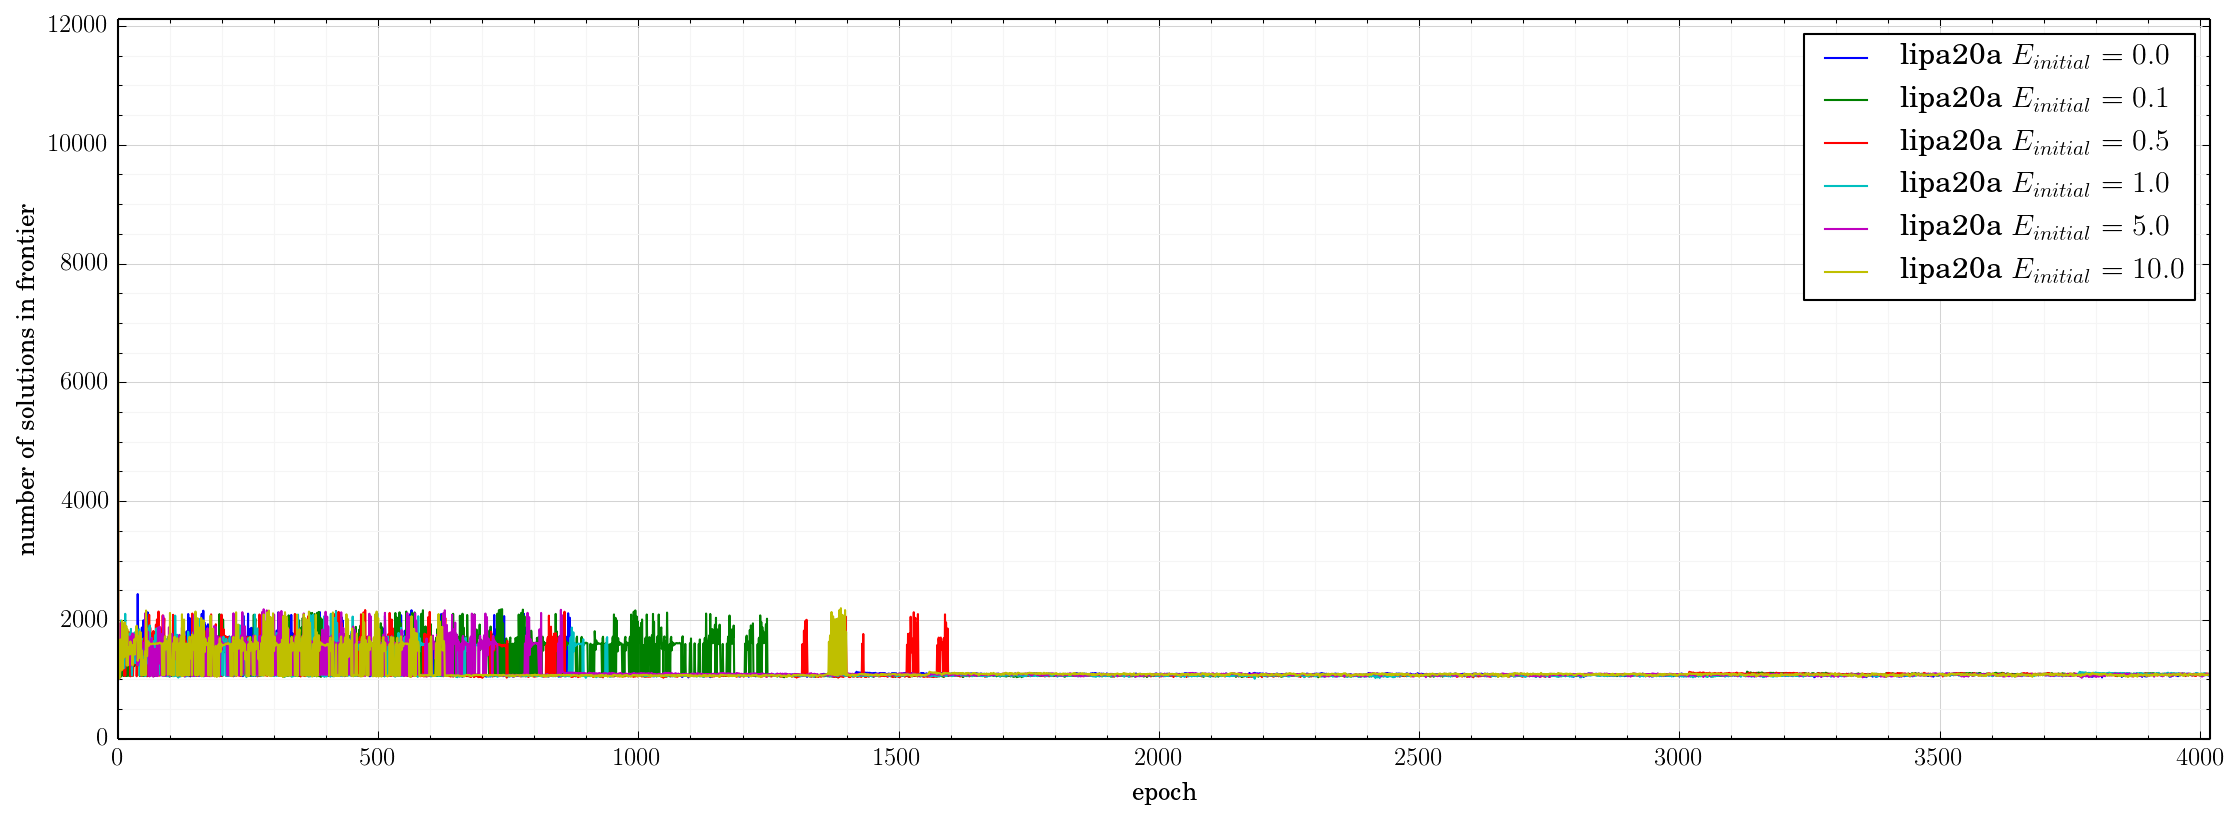 12000
10000
8000
6000
4000
2000
0
number of solutions in frontier
0 500 1000 1500 2000 2500 3000 3500 4000
epoch
lipa20a E_initial = 0.0
lipa20a E_initial = 0.1
lipa20a E_initial = 0.5
lipa20a E_initial = 1.0
lipa20a E_initial = 5.0
lipa20a E_initial = 10.0